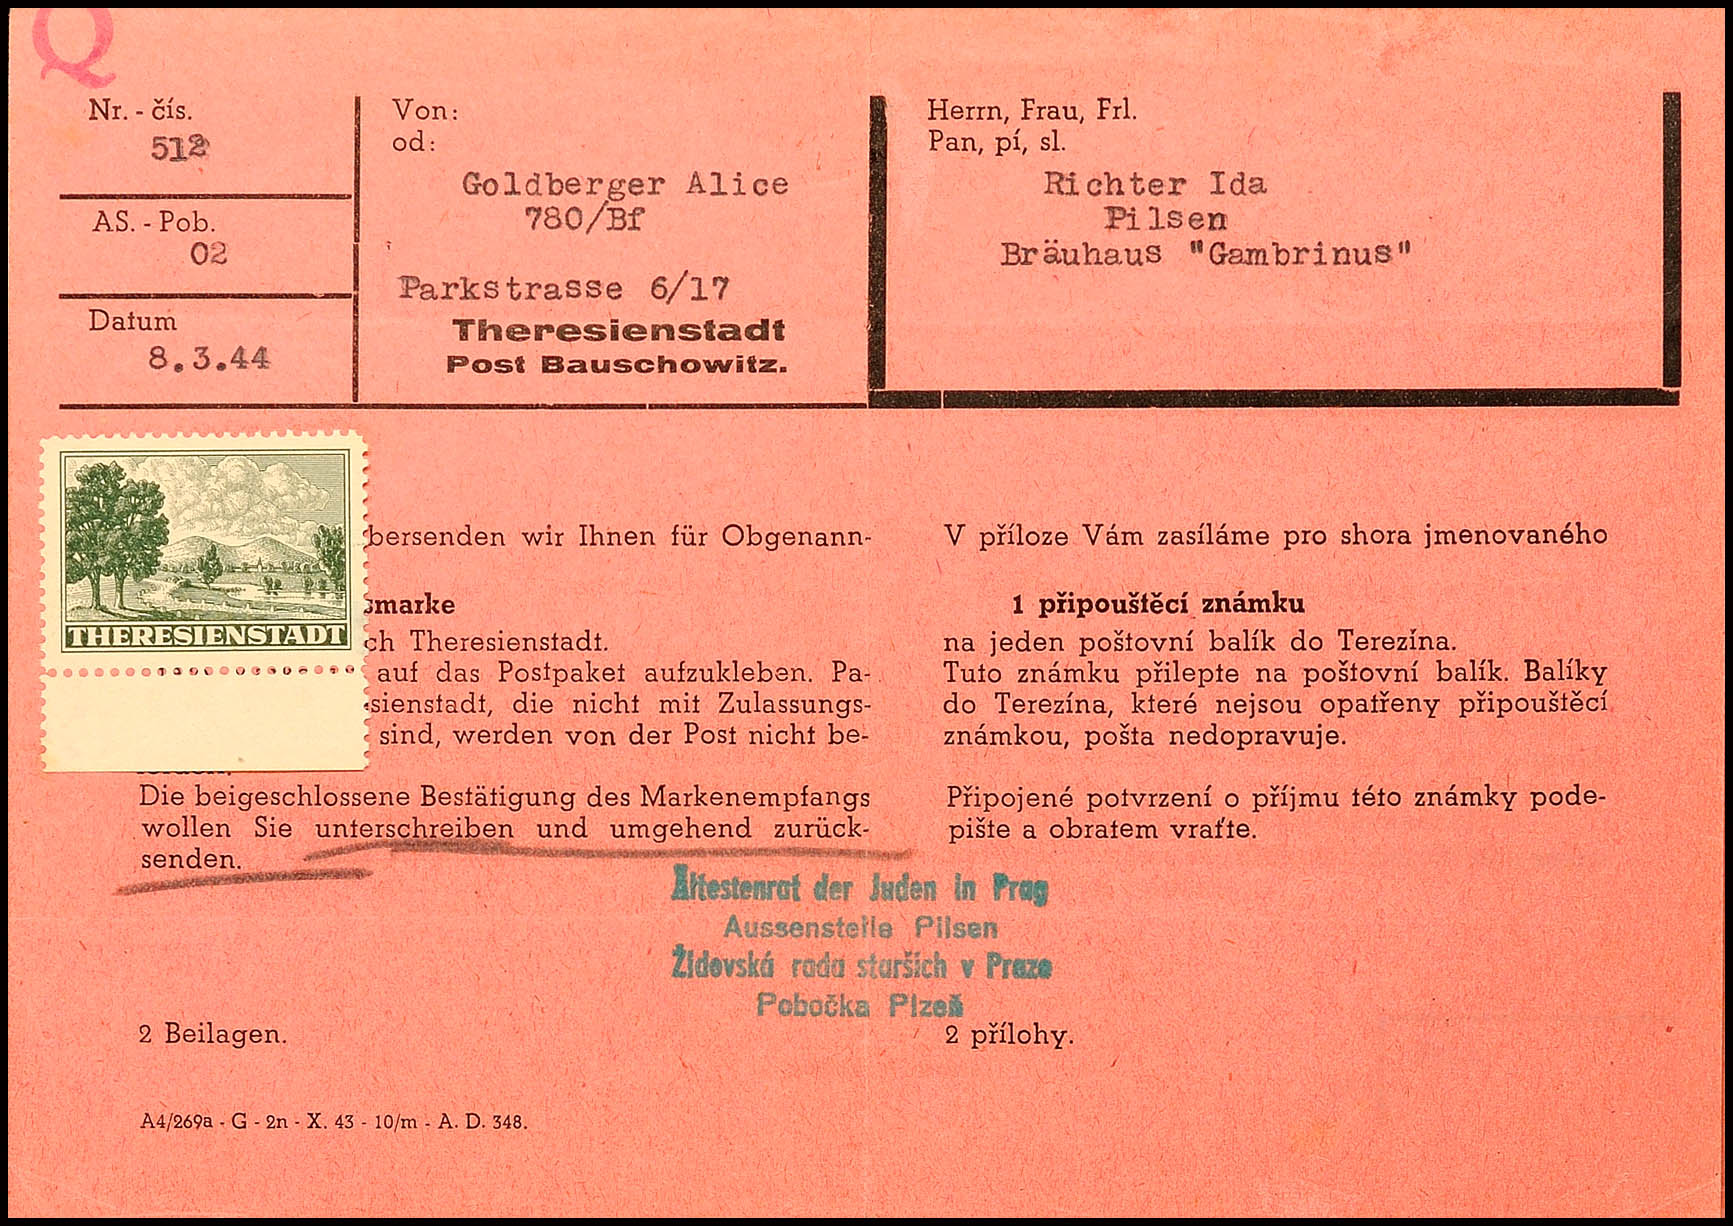 Q
Nr. - čís.
512
AS. - Pob.
02
Datum
8.3.44
Von:
od:
Goldberger Alice
780/Bf
Parkstrasse 6/17
Theresienstadt
Post Bauschowitz.
Herrn, Frau, Frl.
Pan, pí, sl.
Richter Ida
Pilsen
Bräuhaus "Gambrinus"
THERESIENSTADT
bersenden wir Ihnen für Obgenann-
smarke
ch Theresienstadt.
auf das Postpaket aufzukleben. Pa-
sienstadt, die nicht mit Zulassungs-
sind, werden von der Post nicht be-
Die beigeschlossene Bestätigung des Markenempfangs
wollen Sie unterschreiben und umgehend zurück-
senden.
V příloze Vám zasíláme pro shora jmenovaného
1 připouštěcí známku
na jeden poštovní balík do Terezína.
Tuto známku přilepte na poštovní balík. Balíky
do Terezína, které nejsou opatřeny připouštěcí
známkou, pošta nedopravuje.
Připojené potvrzení o příjmu této známky pode-
pište a obratem vraťte.
Ältestenrat der Juden in Prag
Aussenstelle Pilsen
Židovská rada starších v Praze
Pobočka Plzeň
2 Beilagen.
2 přílohy.
A4/269a - G - 2n - X. 43 - 10/m - A. D. 348.